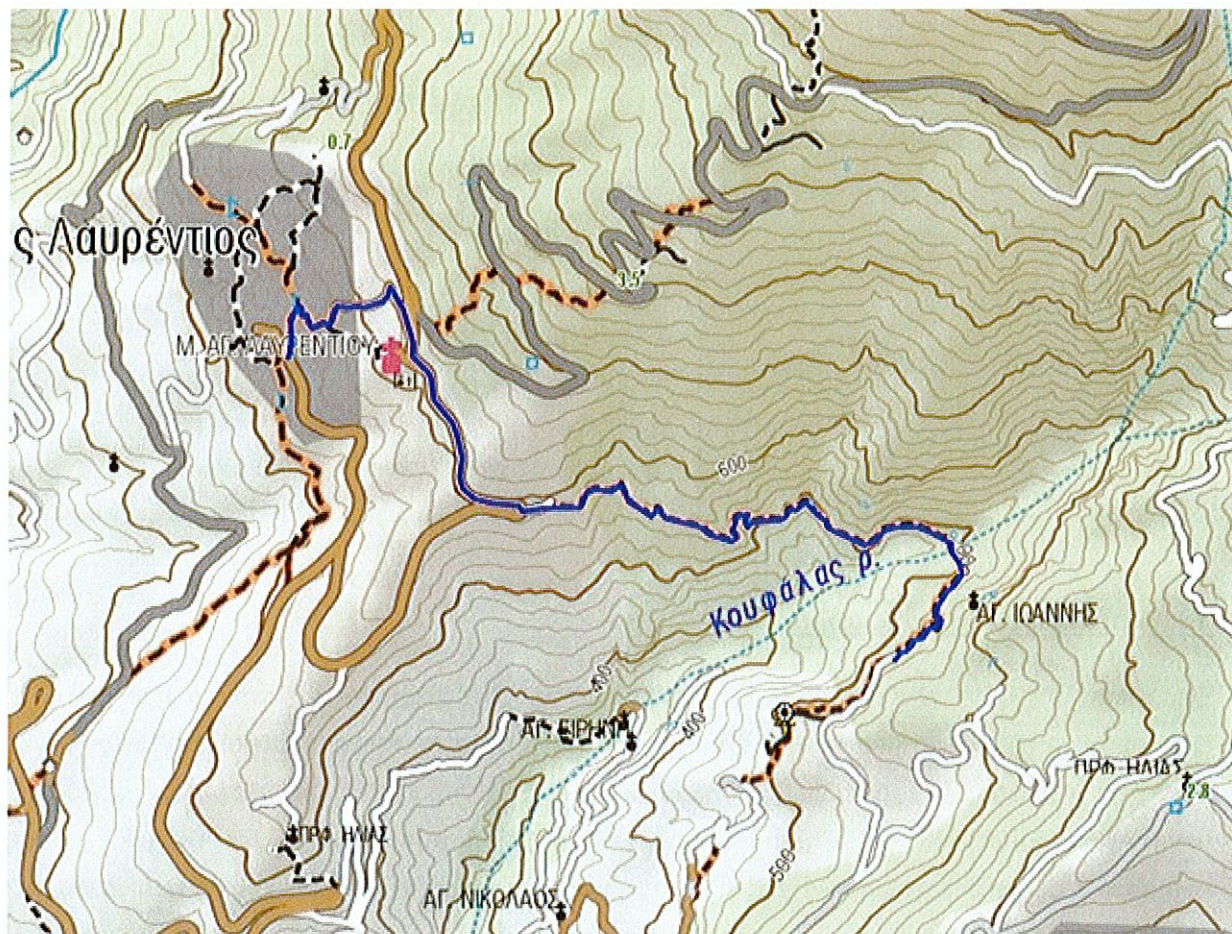 0.7
ς Λαυρέντιος
3.5
Μ. ΑΓ. ΛΑΥΡΕΝΤΙΟΥ
600
Κουφάλας ρ.
ΑΓ. ΙΩΑΝΝΗΣ
400
ΑΓ. ΕΙΡΗΝΗ
400
ΠΡΦ ΗΛΙΑΣ
2.8
ΠΡΦ ΗΛΙΑΣ
500
ΑΓ. ΝΙΚΟΛΑΟΣ